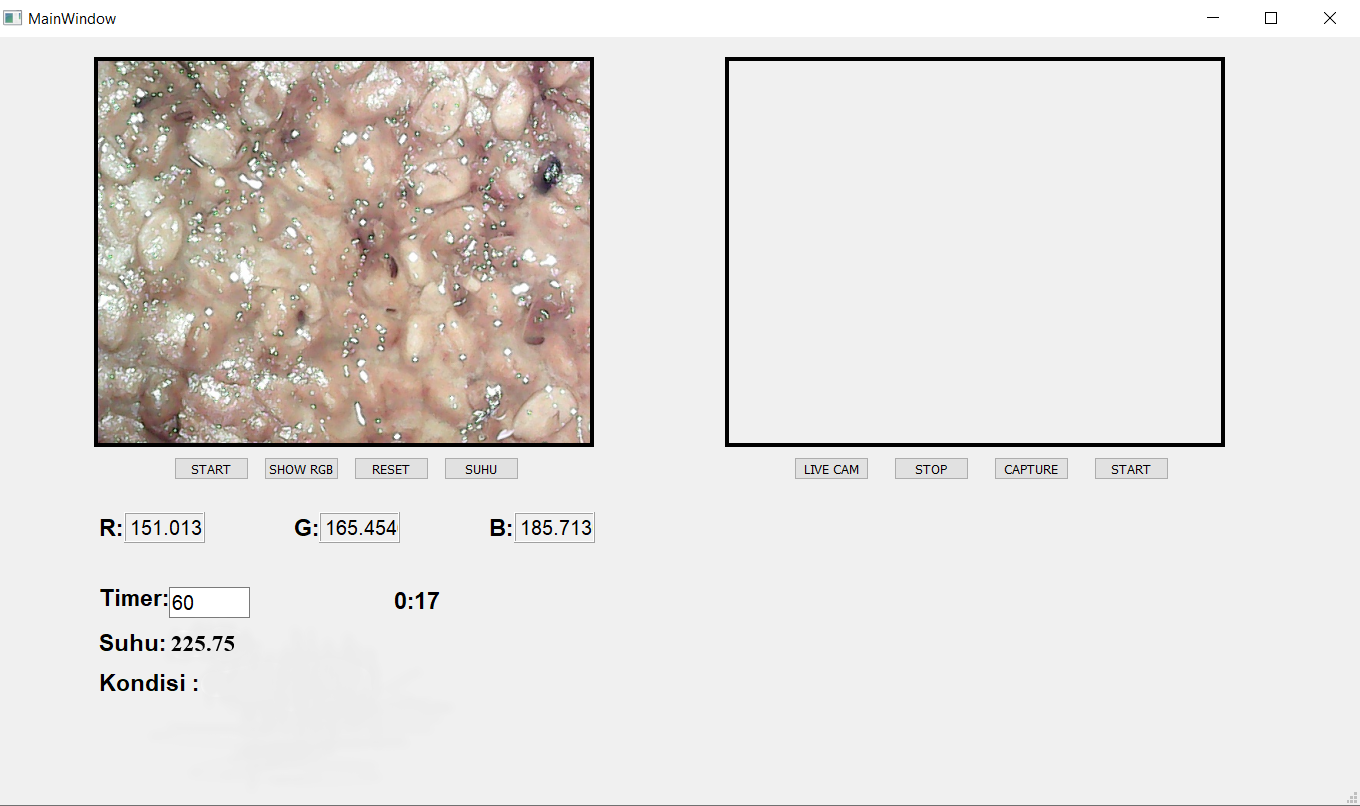 MainWindow
START SHOW RGB RESET SUHU LIVE CAM STOP CAPTURE START
R: 151.013 G: 165.454 B: 185.713
Timer: 60 0:17
Suhu: 225.75
Kondisi :